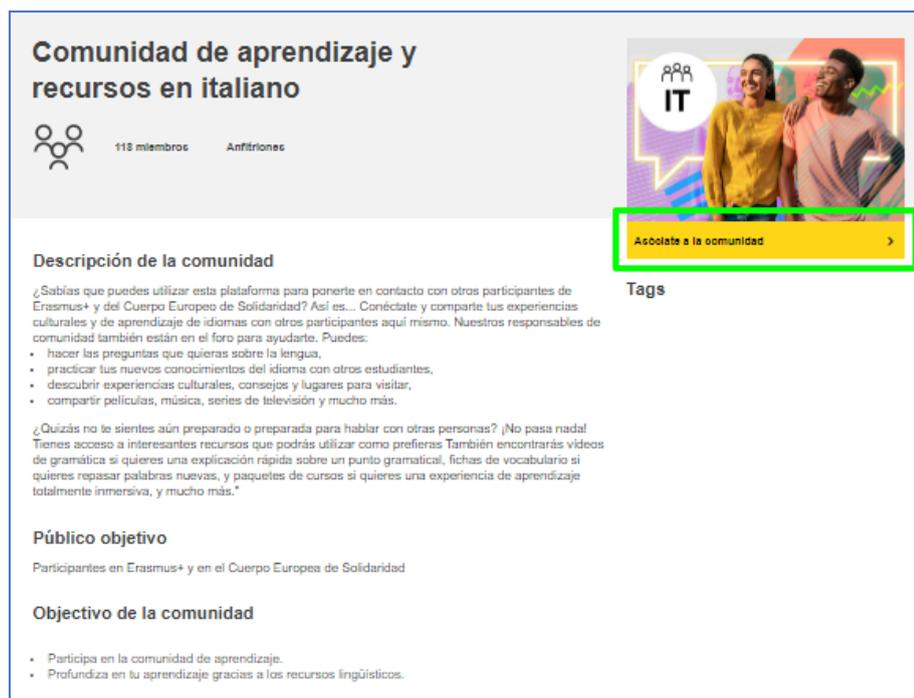 Comunidad de aprendizaje y
recursos en italiano
118 miembros
Anfitriones
IT
Asóciate a la comunidad
Tags
Descripción de la comunidad
¿Sabías que puedes utilizar esta plataforma para ponerte en contacto con otros participantes de
Erasmus+ y del Cuerpo Europeo de Solidaridad? Así es... Conéctate y comparte tus experiencias
culturales y de aprendizaje de idiomas con otros participantes aquí mismo. Nuestros responsables de
comunidad también están en el foro para ayudarte. Puedes:
• hacer las preguntas que quieras sobre la lengua,
• practicar tus nuevos conocimientos del idioma con otros estudiantes,
• descubrir experiencias culturales, consejos y lugares para visitar,
• compartir películas, música, series de televisión y mucho más.
¿Quizás no te sientes aún preparado o preparada para hablar con otras personas? ¡No pasa nada!
Tienes acceso a interesantes recursos que podrás utilizar como prefieras También encontrarás vídeos
de gramática si quieres una explicación rápida sobre un punto gramatical, fichas de vocabulario si
quieres repasar palabras nuevas, y paquetes de cursos si quieres una experiencia de aprendizaje
totalmente inmersiva, y mucho más."
Público objetivo
Participantes en Erasmus+ y en el Cuerpo Europea de Solidaridad
Objectivo de la comunidad
• Participa en la comunidad de aprendizaje.
• Profundiza en tu aprendizaje gracias a los recursos lingüísticos.